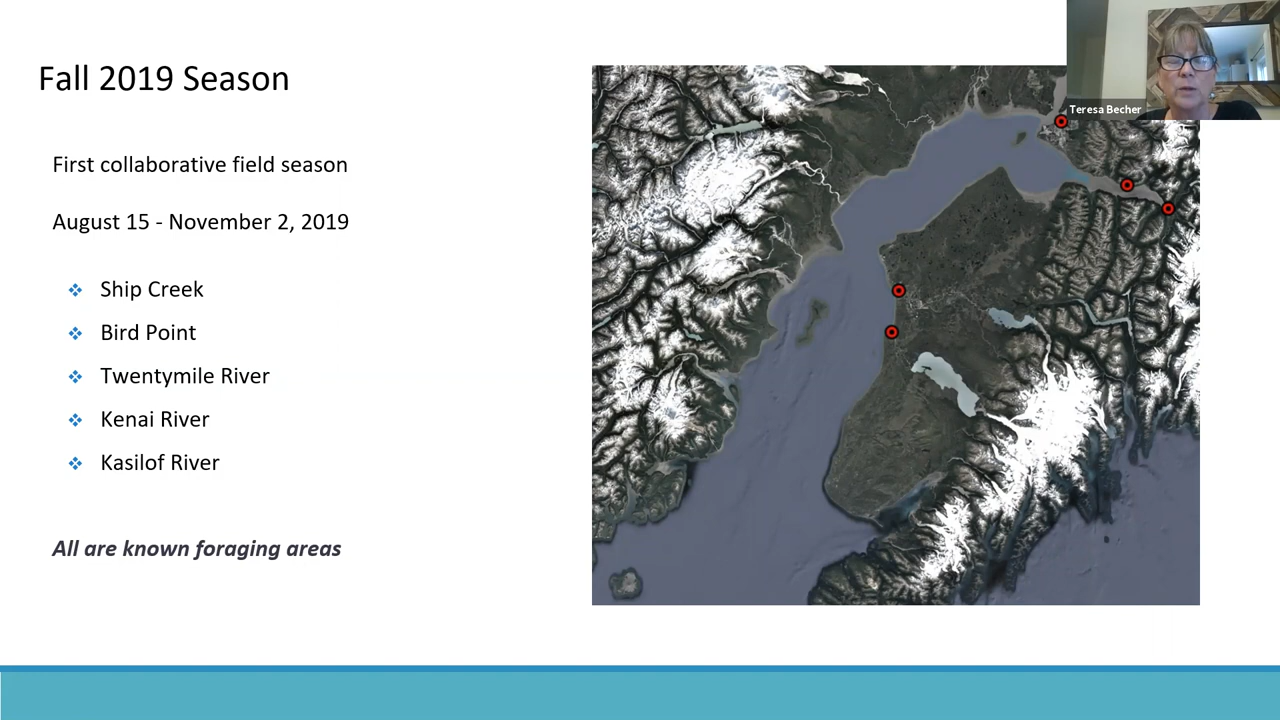 Fall 2019 Season
First collaborative field season
August 15 - November 2, 2019
Ship Creek
Bird Point
Twentymile River
Kenai River
Kasilof River
All are known foraging areas
Teresa Becher